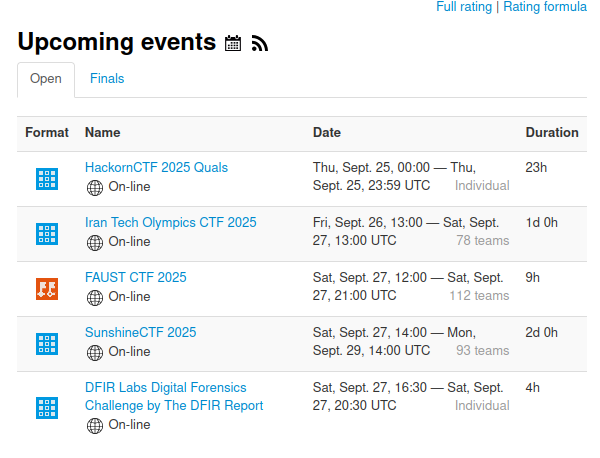 Full rating | Rating formula
Upcoming events
Open Finals
Format Name Date Duration
HackornCTF 2025 Quals Thu, Sept. 25, 00:00 — Thu, 23h
On-line Sept. 25, 23:59 UTC Individual
Iran Tech Olympics CTF 2025 Fri, Sept. 26, 13:00 — Sat, Sept. 1d 0h
On-line 27, 13:00 UTC 78 teams
FAUST CTF 2025 Sat, Sept. 27, 12:00 — Sat, Sept. 9h
On-line 27, 21:00 UTC 112 teams
SunshineCTF 2025 Sat, Sept. 27, 14:00 — Mon, 2d 0h
On-line Sept. 29, 14:00 UTC 93 teams
DFIR Labs Digital Forensics Sat, Sept. 27, 16:30 — Sat, Sept. 4h
Challenge by The DFIR Report 27, 20:30 UTC Individual
On-line